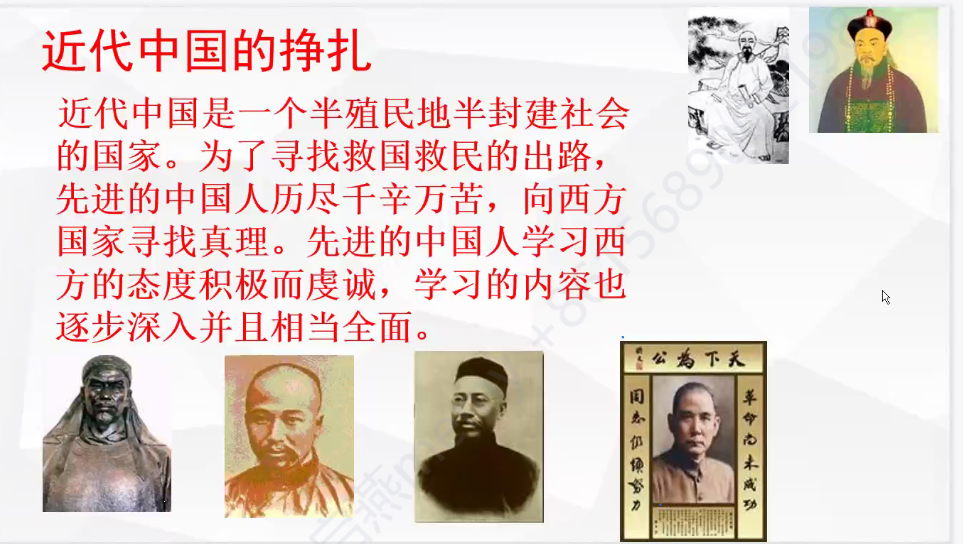 近代中国的挣扎
近代中国是一个半殖民地半封建社会
的国家。为了寻找救国救民的出路，
先进的中国人历尽千辛万苦，向西方
国家寻找真理。先进的中国人学习西
方的态度积极而虔诚，学习的内容也
逐步深入并且相当全面。
公為下天
革命尚未成功
同志仍須努力